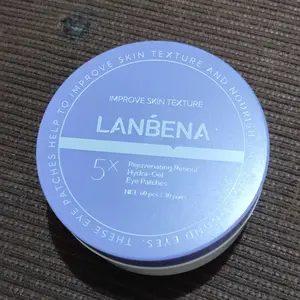 HELP TO IMPROVE SKIN TEXTURE AND NOURISH
IMPROVE SKIN TEXTURE
LANBENA
5X
Rejuvenating Retinol
Hydra-Gel
Eye Patches
NET: 60 pcs / 30 pairs
EYES. THESE EYE PATCHES